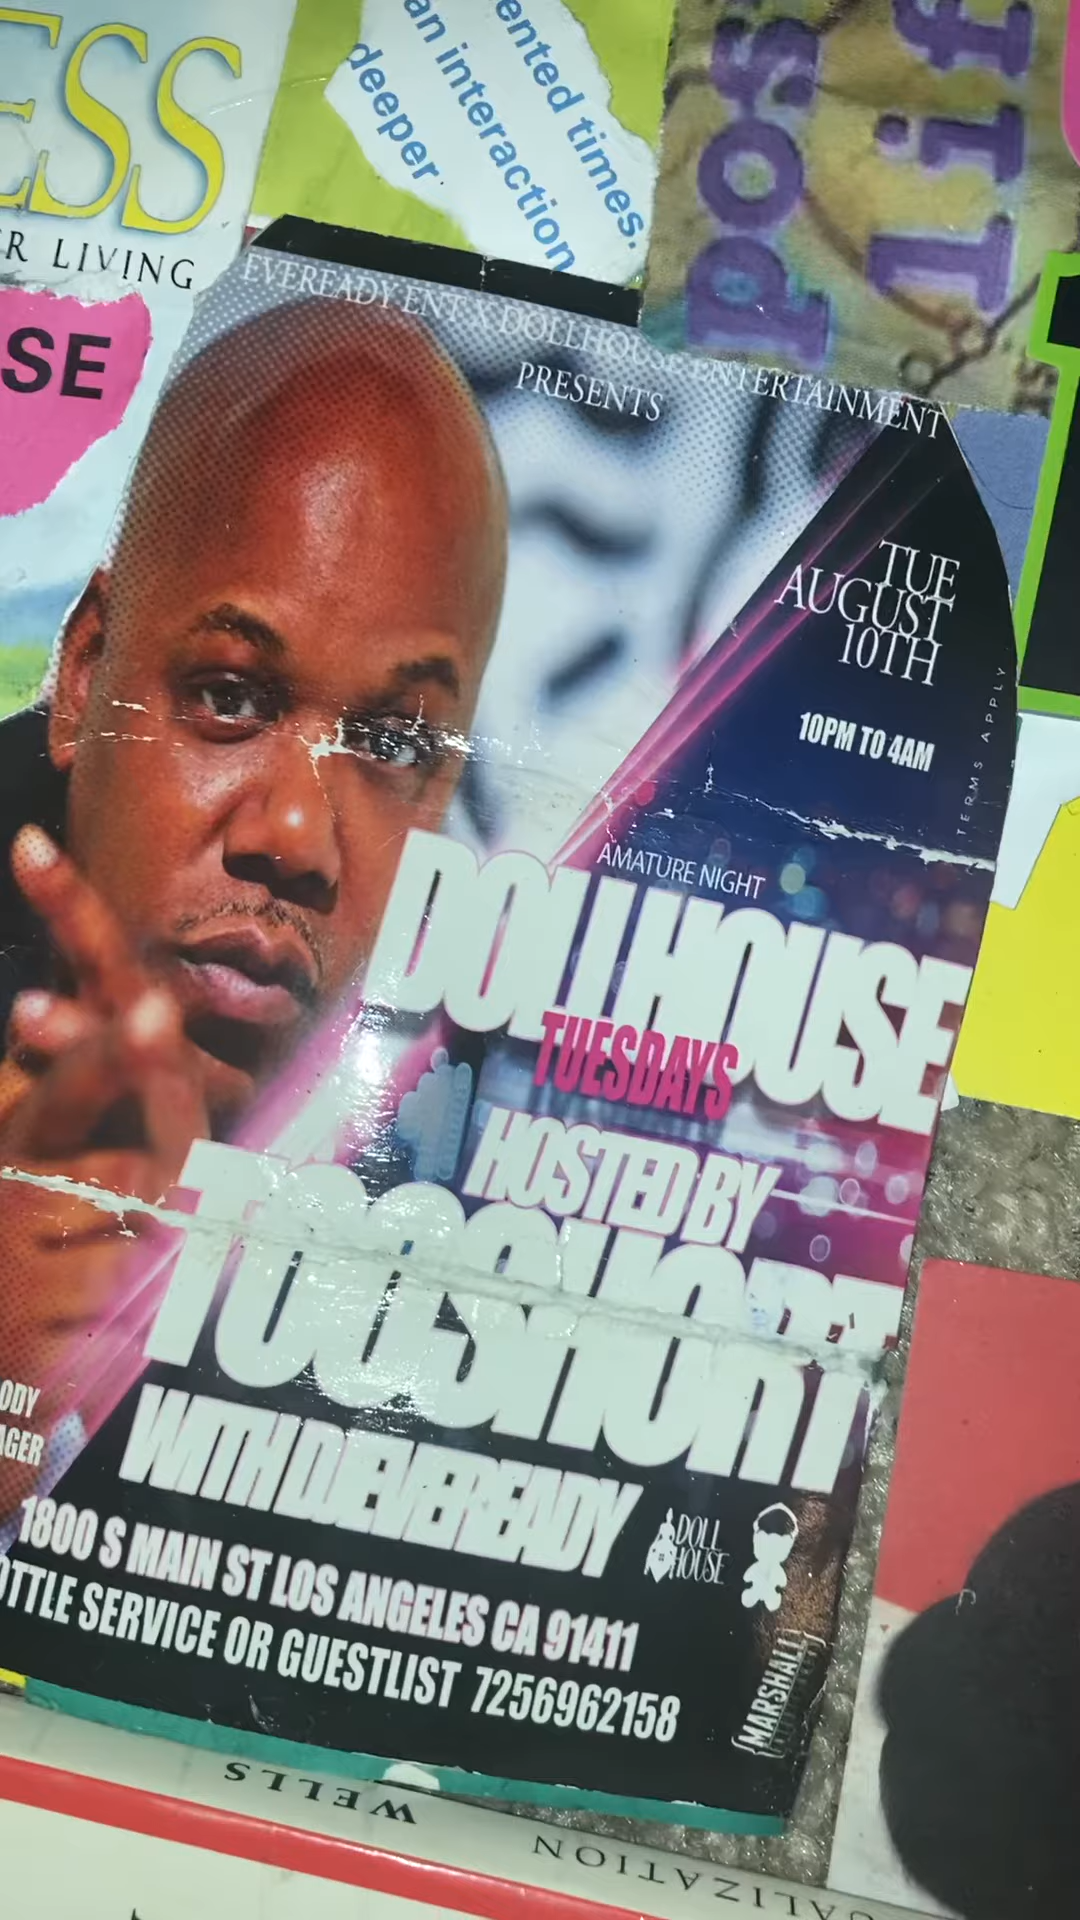 ESS
R LIVING
SE
ented times.
an interaction
deeper
pos
lif
EVEREADY ENT X DOLLHOUSE ENTERTAINMENT
PRESENTS
TUE
AUGUST
10TH
10PM TO 4AM
TERMS APPLY
AMATURE NIGHT
DOLLHOUSE
TUESDAYS
HOSTED BY
TOOSHORT
WITH DJ EVEREADY
ODY
AGER
1800 S MAIN ST LOS ANGELES CA 91411
OTTLE SERVICE OR GUESTLIST 7256962158
DOLL
HOUSE
MARSHALL
WELLS
ALIZATION